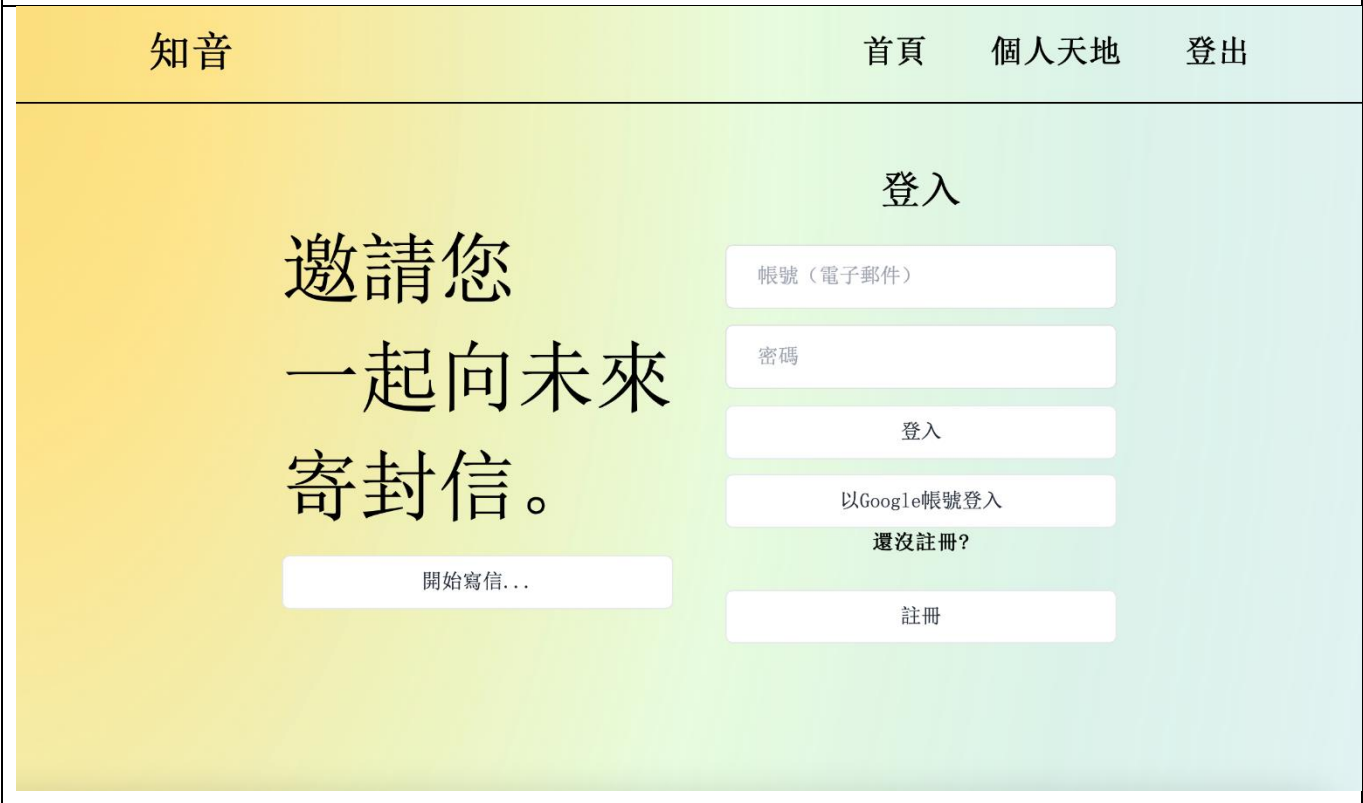 知音
首頁 個人天地 登出
邀請您
一起向未來
寄封信。
開始寫信...
登入
帳號（電子郵件）
密碼
登入
以Google帳號登入
還沒註冊?
註冊